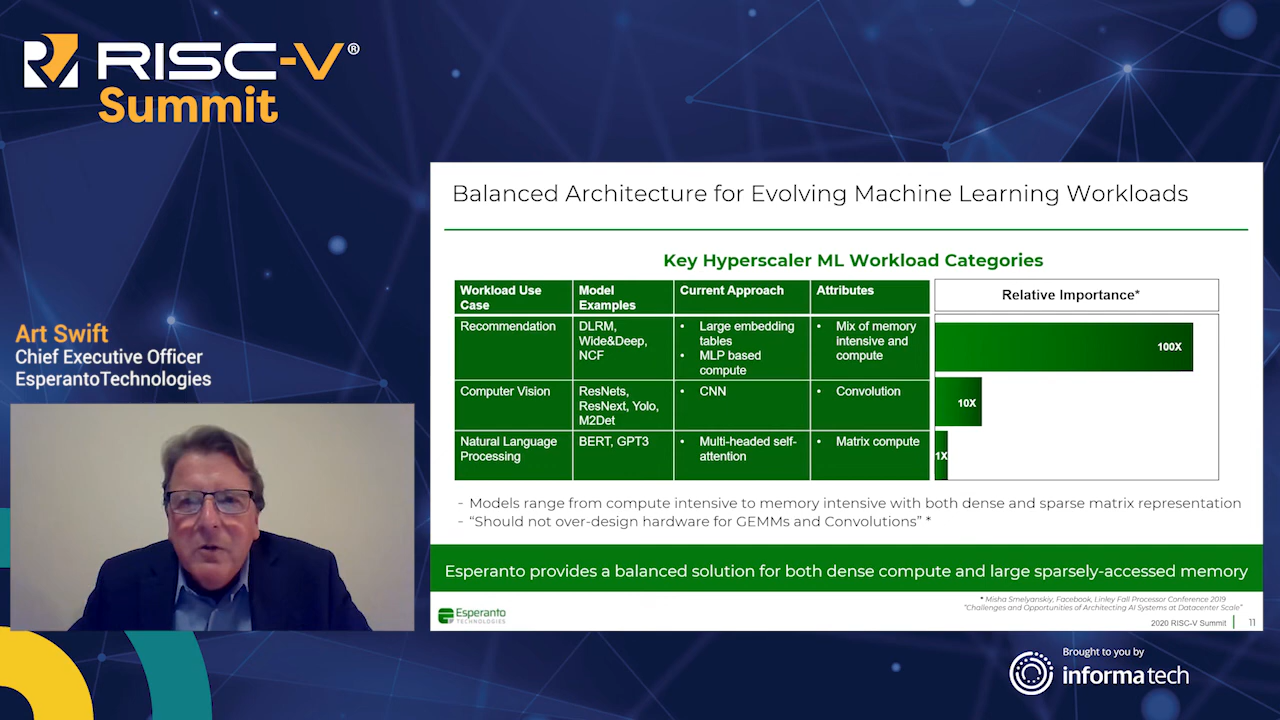 RISC-V®
Summit
Art Swift
Chief Executive Officer
EsperantoTechnologies
Balanced Architecture for Evolving Machine Learning Workloads
Key Hyperscaler ML Workload Categories
Workload Use Case
Model Examples
Current Approach
Attributes
Relative Importance*
Recommendation
DLRM,
Wide&Deep,
NCF
• Large embedding
tables
• MLP based
compute
• Mix of memory
intensive and
compute
100X
Computer Vision
ResNets,
ResNext, Yolo,
M2Det
• CNN
• Convolution
10X
Natural Language
Processing
BERT, GPT3
• Multi-headed self-
attention
• Matrix compute
1X
- Models range from compute intensive to memory intensive with both dense and sparse matrix representation
- “Should not over-design hardware for GEMMs and Convolutions” *
Esperanto provides a balanced solution for both dense compute and large sparsely-accessed memory
* Misha Smelyanskiy, Facebook, Linley Fall Processor Conference 2019
“Challenges and Opportunities of Architecting AI Systems at Datacenter Scale”
Esperanto
TECHNOLOGIES
2020 RISC-V Summit | 11
Brought to you by
informa tech